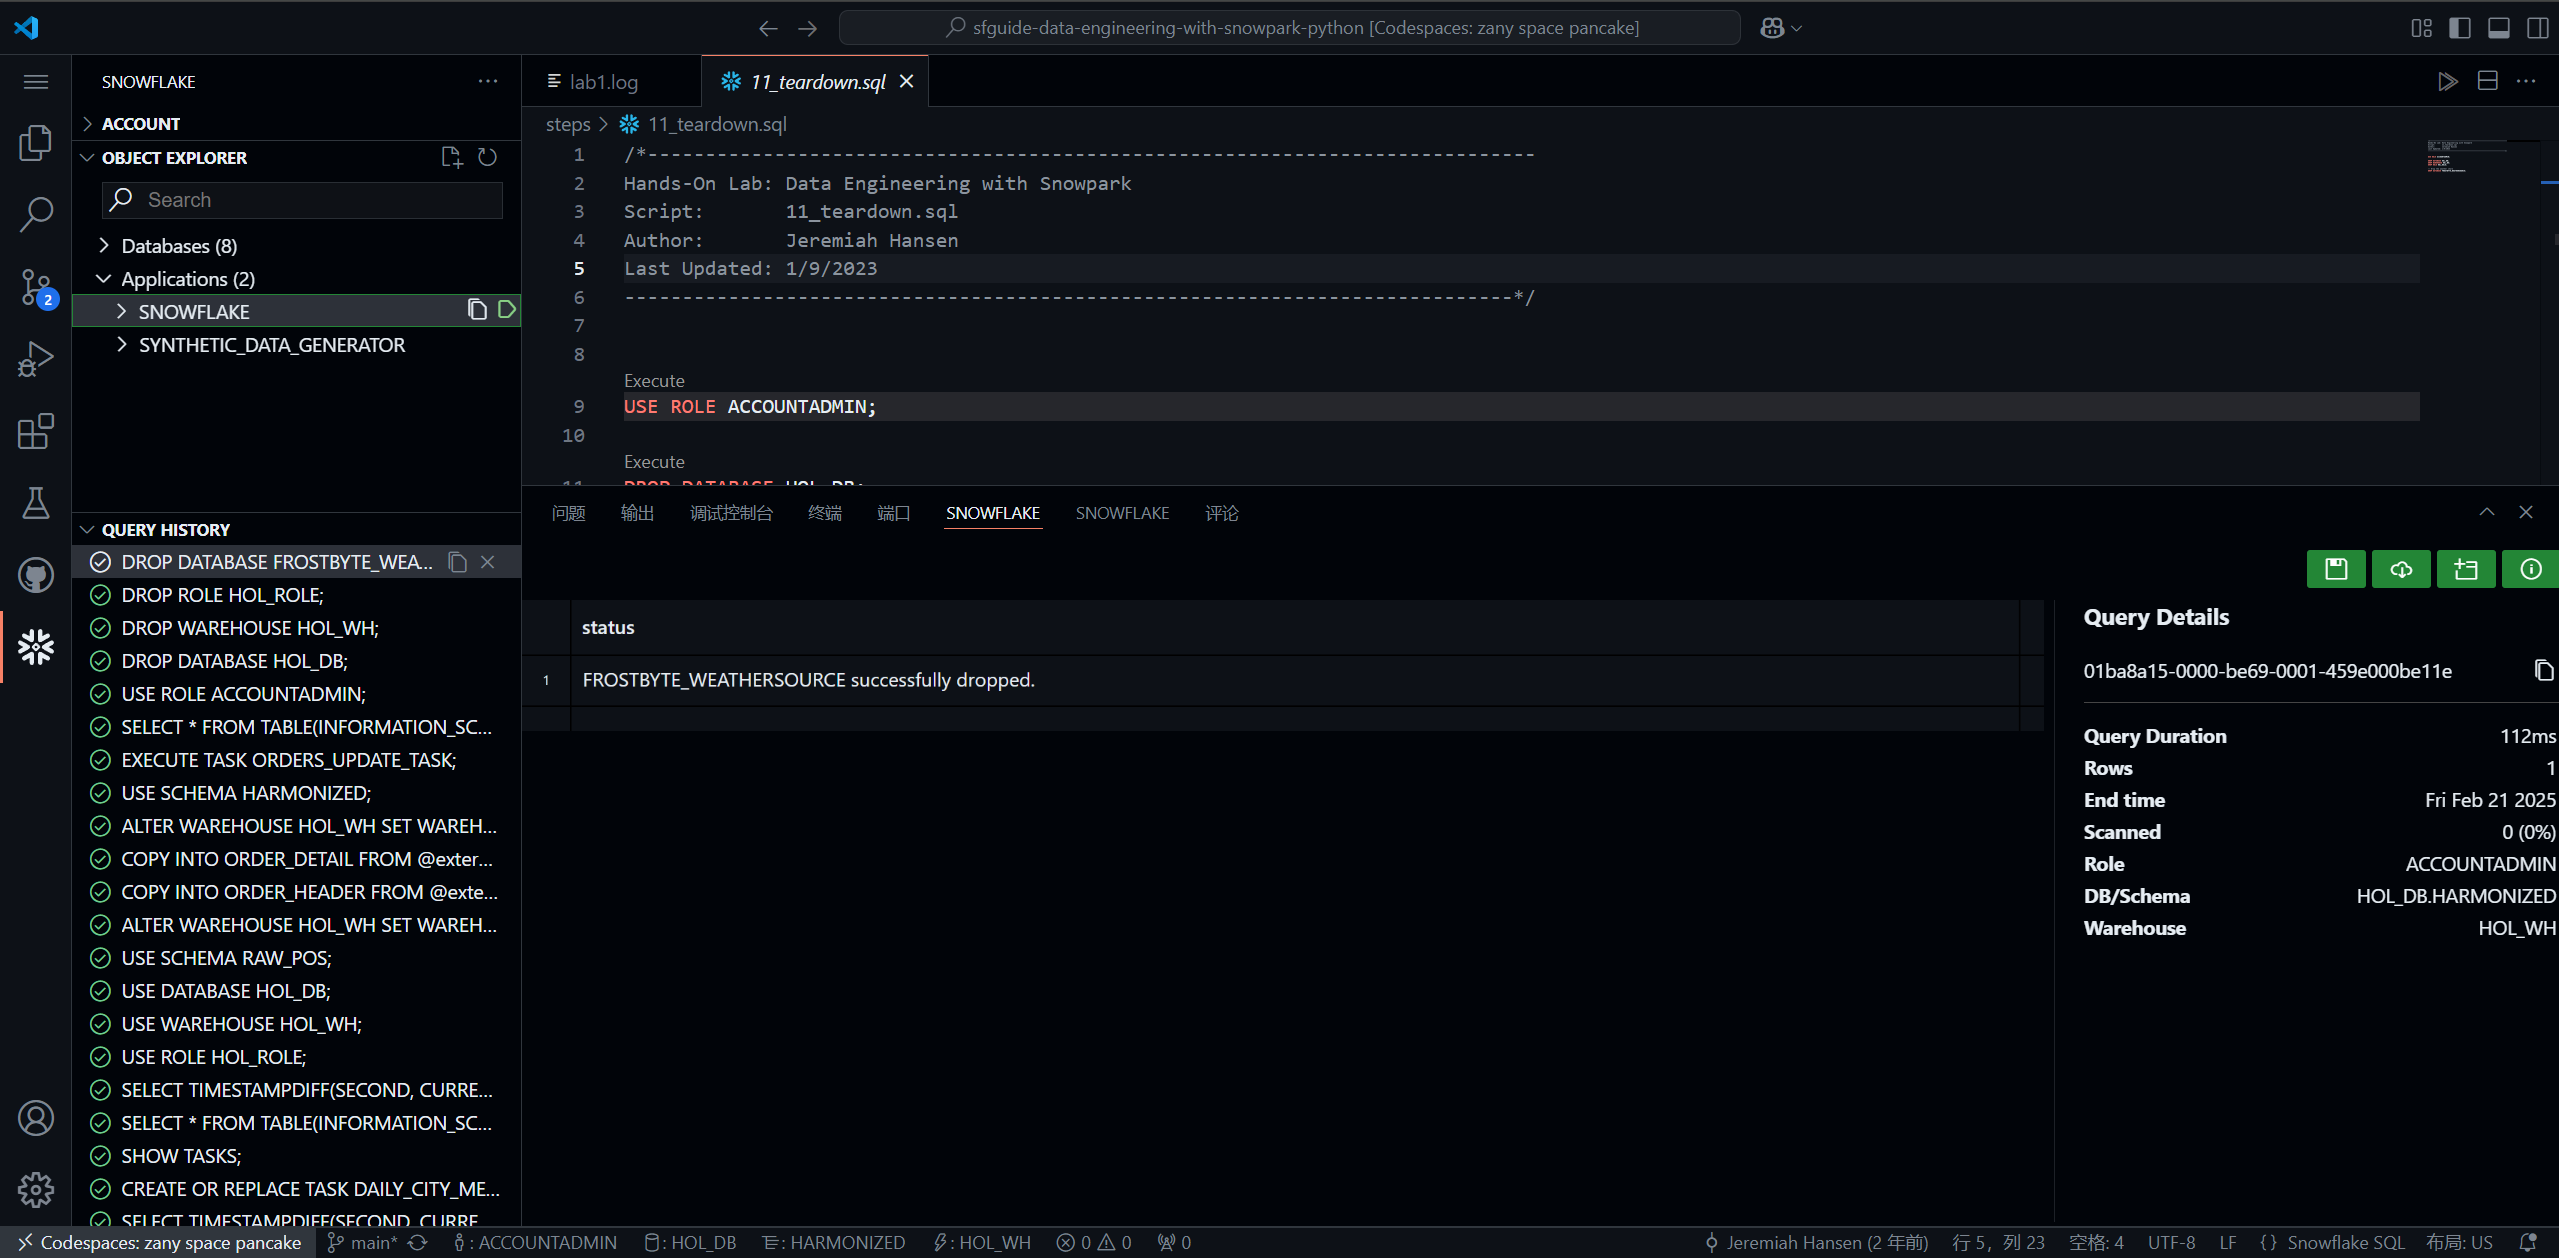 sfguide-data-engineering-with-snowpark-python [Codespaces: zany space pancake]
SNOWFLAKE
ACCOUNT
OBJECT EXPLORER
Search
Databases (8)
Applications (2)
SNOWFLAKE
SYNTHETIC_DATA_GENERATOR
2
QUERY HISTORY
DROP DATABASE FROSTBYTE_WEA...
DROP ROLE HOL_ROLE;
DROP WAREHOUSE HOL_WH;
DROP DATABASE HOL_DB;
USE ROLE ACCOUNTADMIN;
SELECT * FROM TABLE(INFORMATION_SC...
EXECUTE TASK ORDERS_UPDATE_TASK;
USE SCHEMA HARMONIZED;
ALTER WAREHOUSE HOL_WH SET WAREH...
COPY INTO ORDER_DETAIL FROM @exter...
COPY INTO ORDER_HEADER FROM @exte...
ALTER WAREHOUSE HOL_WH SET WAREH...
USE SCHEMA RAW_POS;
USE DATABASE HOL_DB;
USE WAREHOUSE HOL_WH;
USE ROLE HOL_ROLE;
SELECT TIMESTAMPDIFF(SECOND, CURRE...
SELECT * FROM TABLE(INFORMATION_SC...
SHOW TASKS;
CREATE OR REPLACE TASK DAILY_CITY_ME...
SELECT TIMESTAMPDIFF(SECOND, CURRE
lab1.log
11_teardown.sql
steps > 11_teardown.sql
1 /*-----------------------------------------------------------------------------
2 Hands-On Lab: Data Engineering with Snowpark
3 Script: 11_teardown.sql
4 Author: Jeremiah Hansen
5 Last Updated: 1/9/2023
6 -----------------------------------------------------------------------------*/
7
8
Execute
9 USE ROLE ACCOUNTADMIN;
10
Execute
11 DROP DATABASE HOL_DB;
问题 输出 调试控制台 终端 端口 SNOWFLAKE SNOWFLAKE 评论
status
1 FROSTBYTE_WEATHERSOURCE successfully dropped.
Query Details
01ba8a15-0000-be69-0001-459e000be11e
Query Duration 112ms
Rows 1
End time Fri Feb 21 2025
Scanned 0 (0%)
Role ACCOUNTADMIN
DB/Schema HOL_DB.HARMONIZED
Warehouse HOL_WH
Codespaces: zany space pancake main* : ACCOUNTADMIN : HOL_DB : HARMONIZED : HOL_WH 0 0 0 Jeremiah Hansen (2 年前) 行 5，列 23 空格: 4 UTF-8 LF {} Snowflake SQL 布局: US